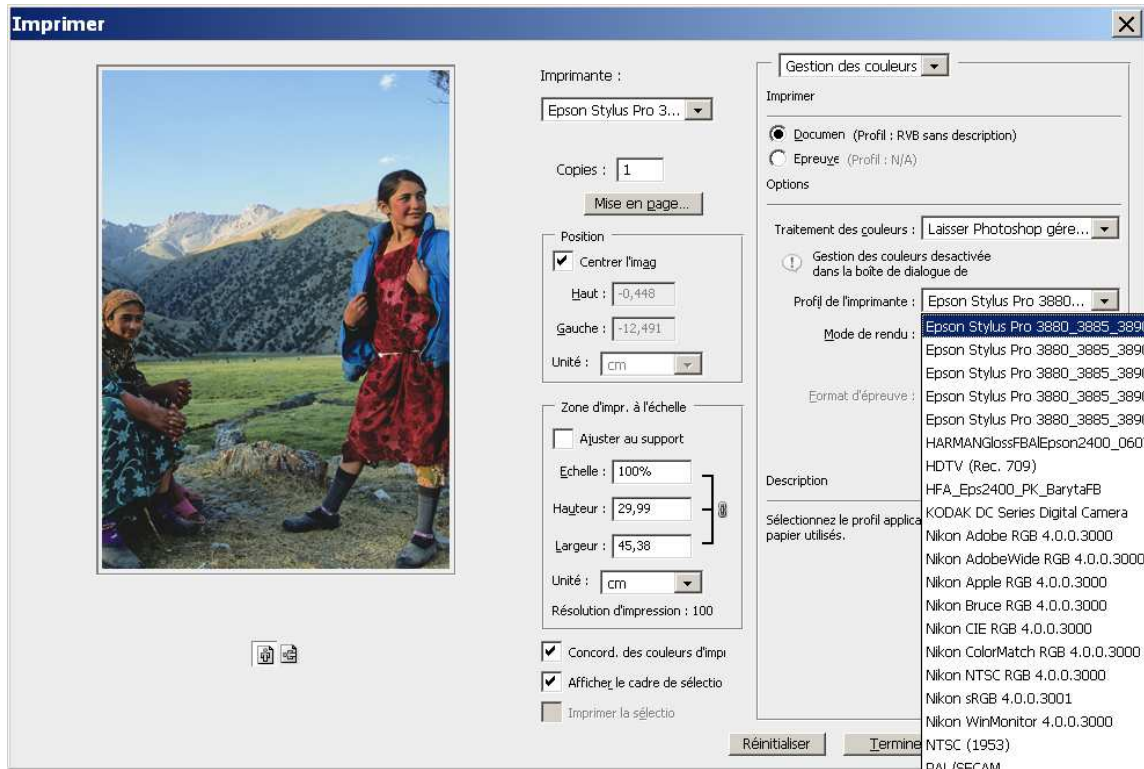 Imprimer
Imprimante :
Epson Stylus Pro 3...
Copies : 1
Mise en page...
Position
Centrer l'imag
Haut : -0,448
Gauche : -12,491
Unité : cm
Zone d'impr. à l'échelle
Ajuster au support
Echelle : 100%
Hauteur : 29,99
Largeur : 45,38
Unité : cm
Résolution d'impression : 100
Concord. des couleurs d'impr
Afficher le cadre de sélectio
Imprimer la sélectio
Gestion des couleurs
Imprimer
Documen (Profil : RVB sans description)
Epreuve (Profil : N/A)
Options
Traitement des couleurs : Laisser Photoshop gére...
Gestion des couleurs desactivée
dans la boîte de dialogue de
Profil de l'imprimante : Epson Stylus Pro 3880...
Mode de rendu :
Format d'épreuve :
Description
Sélectionnez le profil applica
papier utilisés.
Epson Stylus Pro 3880_3885_389
Epson Stylus Pro 3880_3885_389
Epson Stylus Pro 3880_3885_389
Epson Stylus Pro 3880_3885_389
Epson Stylus Pro 3880_3885_389
HARMANGlossFBAlEpson2400_060
HDTV (Rec. 709)
HFA_Eps2400_PK_BarytaFB
KODAK DC Series Digital Camera
Nikon Adobe RGB 4.0.0.3000
Nikon AdobeWide RGB 4.0.0.3000
Nikon Apple RGB 4.0.0.3000
Nikon Bruce RGB 4.0.0.3000
Nikon CIE RGB 4.0.0.3000
Nikon ColorMatch RGB 4.0.0.3000
Nikon NTSC RGB 4.0.0.3000
Nikon sRGB 4.0.0.3001
Nikon WinMonitor 4.0.0.3000
NTSC (1953)
PAL/SECAM
Réinitialiser
Termine